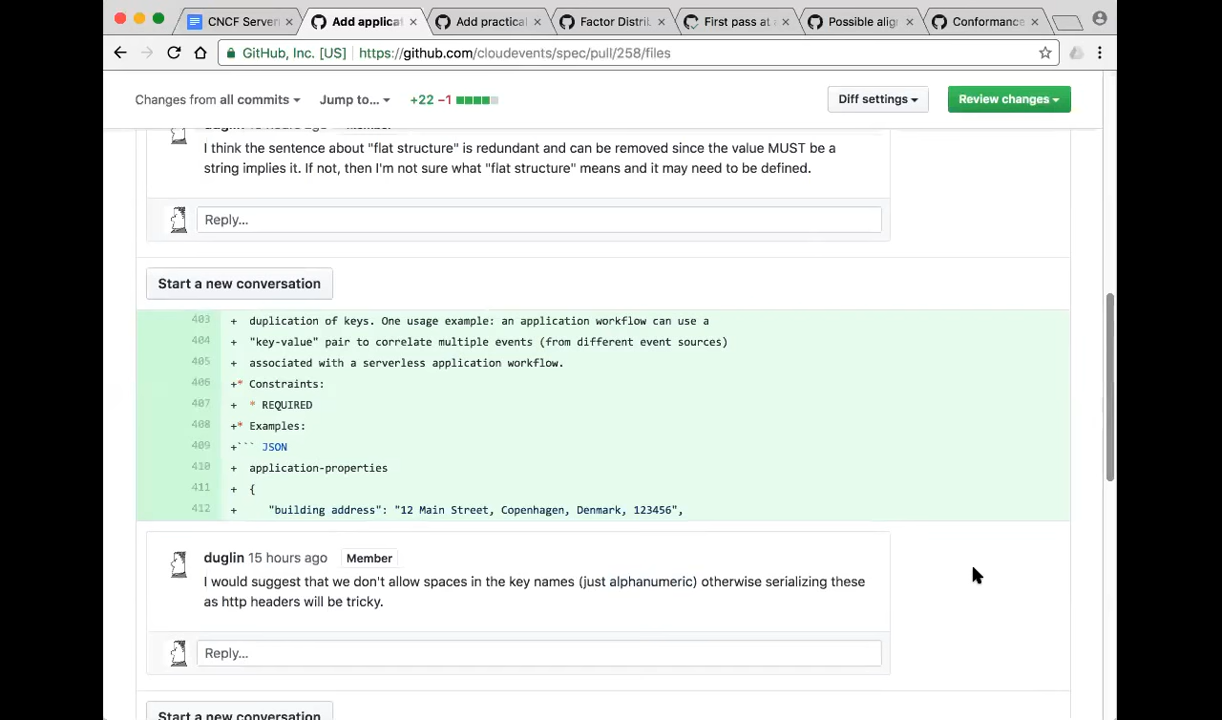 CNCF Server
Add applicat
Add practical
Factor Distrib
First pass at
Possible alig
Conformance
GitHub, Inc. [US] https://github.com/cloudevents/spec/pull/258/files
Changes from all commits Jump to... +22 −1 Diff settings Review changes
I think the sentence about "flat structure" is redundant and can be removed since the value MUST be a
string implies it. If not, then I'm not sure what "flat structure" means and it may need to be defined.
Reply...
Start a new conversation
403 + duplication of keys. One usage example: an application workflow can use a
404 + "key-value" pair to correlate multiple events (from different event sources)
405 + associated with a serverless application workflow.
406 +* Constraints:
407 + * REQUIRED
408 +* Examples:
409 +``` JSON
410 + application-properties
411 + {
412 + "building address": "12 Main Street, Copenhagen, Denmark, 123456",
duglin 15 hours ago Member
I would suggest that we don't allow spaces in the key names (just alphanumeric) otherwise serializing these
as http headers will be tricky.
Reply...
Start a new conversation